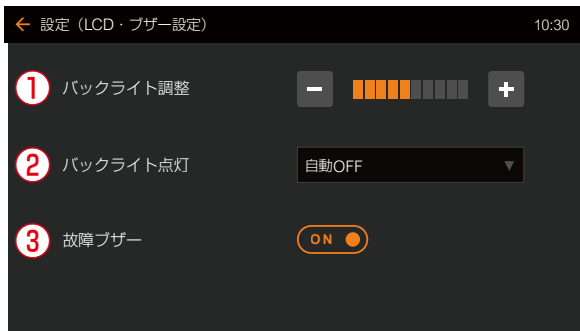 ← 設定（LCD・ブザー設定） 10:30
① バックライト調整 − +
② バックライト点灯 自動OFF ▼
③ 故障ブザー ON